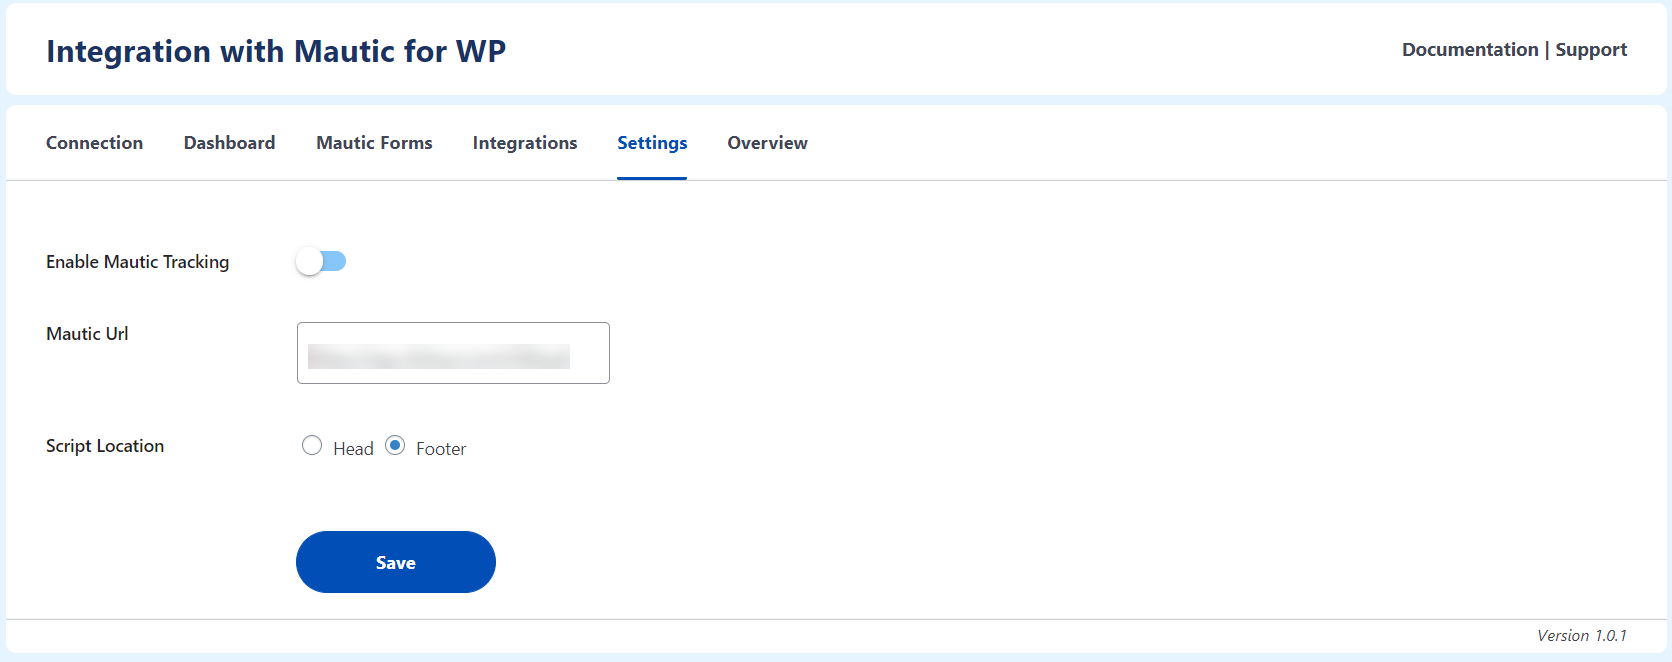 Integration with Mautic for WP
Documentation | Support
Connection Dashboard Mautic Forms Integrations Settings Overview
Enable Mautic Tracking
Mautic Url
Script Location Head Footer
Save
Version 1.0.1